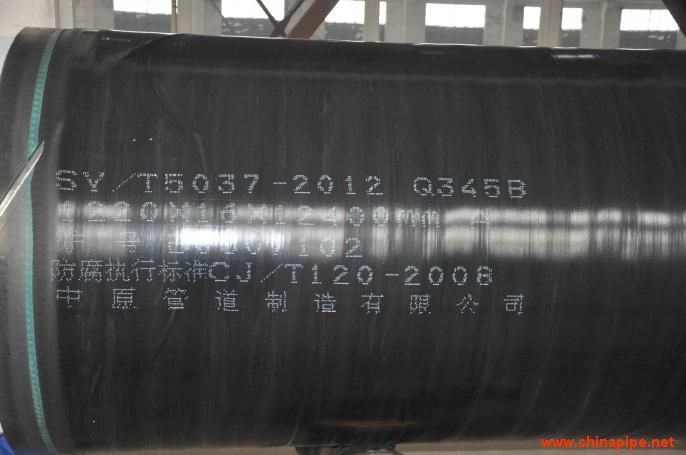 SY/T5037-2012 Q345B
1220X16X12400mm
防腐执行标准CJ/T120-2008
中原管道制造有限公司
www.chinapipe.net